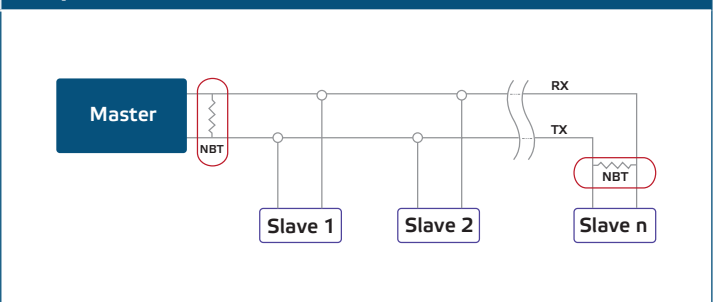 RX
Master
TX
NBT
NBT
Slave 1
Slave 2
Slave n